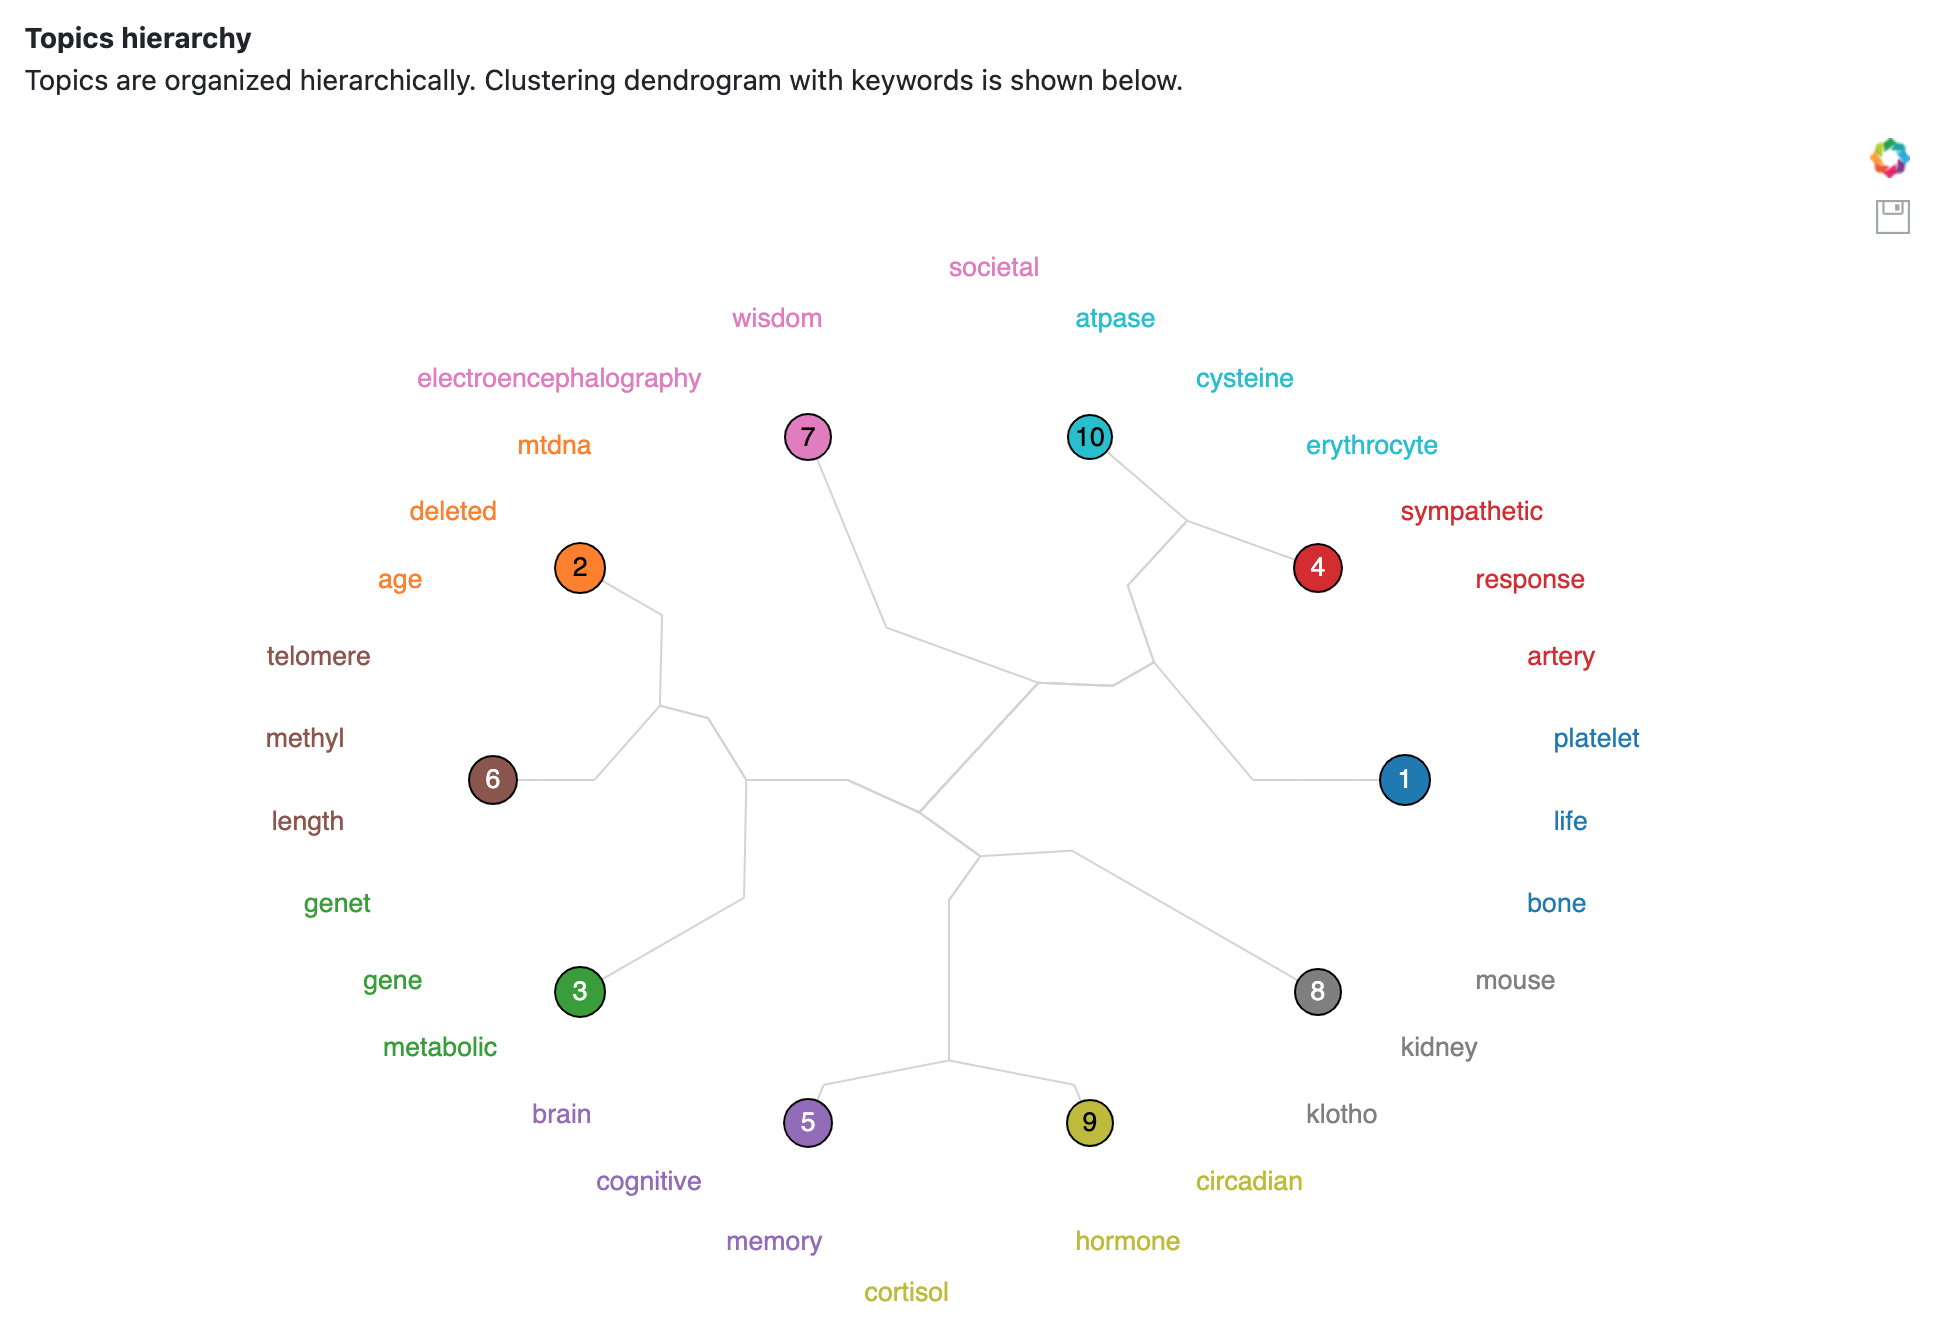 Topics hierarchy
Topics are organized hierarchically. Clustering dendrogram with keywords is shown below.
societal
wisdom
atpase
electroencephalography
cysteine
7
10
mtdna
erythrocyte
deleted
sympathetic
2
4
age
response
telomere
artery
methyl
platelet
6
1
length
life
genet
bone
gene
mouse
3
8
metabolic
kidney
brain
klotho
5
9
cognitive
circadian
memory
hormone
cortisol